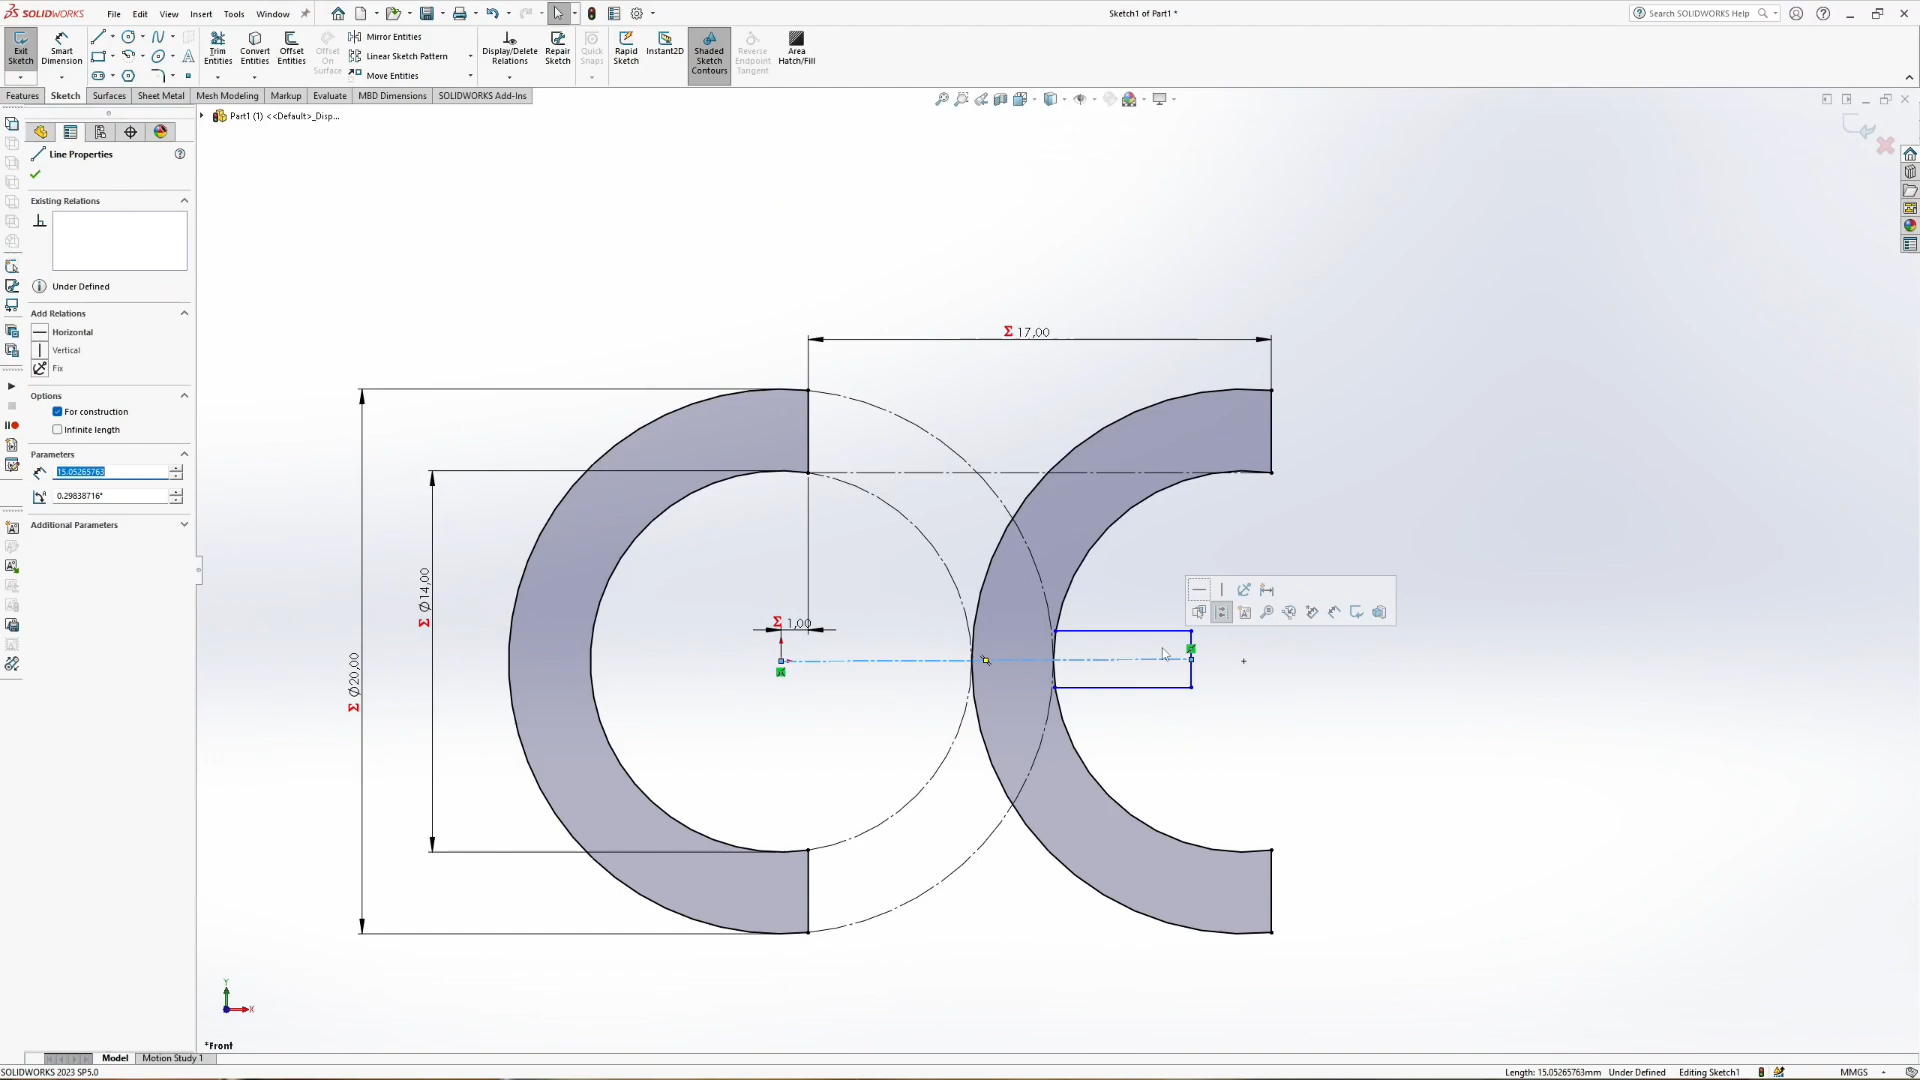 SOLIDWORKS File Edit View Insert Tools Window Sketch1 of Part1 * Search SOLIDWORKS Help
Exit Sketch
Smart Dimension
Trim Entities
Convert Entities
Offset Entities
Offset On Surface
Mirror Entities
Linear Sketch Pattern
Move Entities
Display/Delete Relations
Repair Sketch
Quick Snaps
Rapid Sketch
Instant2D
Shaded Sketch Contours
Reverse Endpoint Tangent
Area Hatch/Fill
Features Sketch Surfaces Sheet Metal Mesh Modeling Markup Evaluate MBD Dimensions SOLIDWORKS Add-Ins
Part1 (1) <<Default>_Disp...
Line Properties
Existing Relations
Under Defined
Add Relations
Horizontal
Vertical
Fix
Options
For construction
Infinite length
Parameters
15.05265763
0.29838716°
Additional Parameters
Σ 17,00
Σ ∅14,00
Σ 1,00
Σ ∅20,00
Y
X
*Front
Model Motion Study 1
SOLIDWORKS 2023 SP5.0 Length: 15.05265763mm Under Defined Editing Sketch1 MMGS